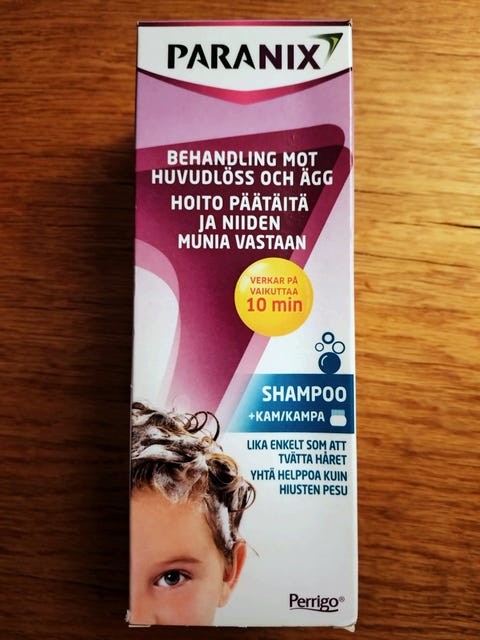 PARANIX
BEHANDLING MOT
HUVUDLÖSS OCH ÄGG
HOITO PÄÄTÄITÄ
JA NIIDEN
MUNIA VASTAAN
VERKAR PÅ
VAIKUTTAA
10 min
SHAMPOO
+KAM/KAMPA
LIKA ENKELT SOM ATT
TVÄTTA HÅRET
YHTÄ HELPPOA KUIN
HIUSTEN PESU
Perrigo®